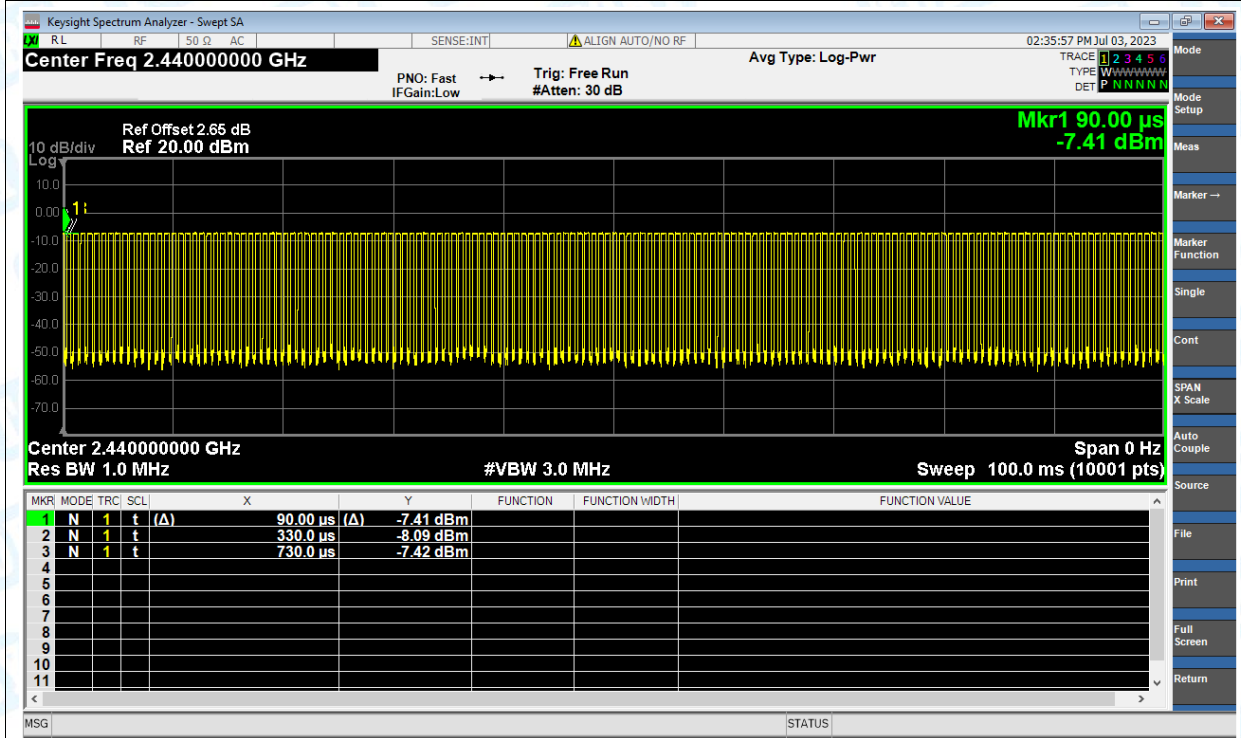 Keysight Spectrum Analyzer - Swept SA
LXI RL RF 50 Ω AC SENSE:INT ALIGN AUTO/NO RF 02:35:57 PM Jul 03, 2023
Center Freq 2.440000000 GHz
PNO: Fast
IFGain:Low
Trig: Free Run
#Atten: 30 dB
Avg Type: Log-Pwr
TRACE 1 2 3 4 5 6
TYPE WWWWWWW
DET P N N N N N
Ref Offset 2.65 dB
10 dB/div Ref 20.00 dBm
Log
Mkr1 90.00 µs
-7.41 dBm
10.0
0.00
-10.0
-20.0
-30.0
-40.0
-50.0
-60.0
-70.0
1
Center 2.440000000 GHz Span 0 Hz
Res BW 1.0 MHz #VBW 3.0 MHz Sweep 100.0 ms (10001 pts)
MKR MODE TRC SCL X Y FUNCTION FUNCTION WIDTH FUNCTION VALUE
1 N 1 t (Δ) 90.00 µs (Δ) -7.41 dBm
2 N 1 t 330.0 µs -8.09 dBm
3 N 1 t 730.0 µs -7.42 dBm
4
5
6
7
8
9
10
11
MSG STATUS
Mode
Mode
Setup
Meas
Marker →
Marker
Function
Single
Cont
SPAN
X Scale
Auto
Couple
Source
File
Print
Full
Screen
Return